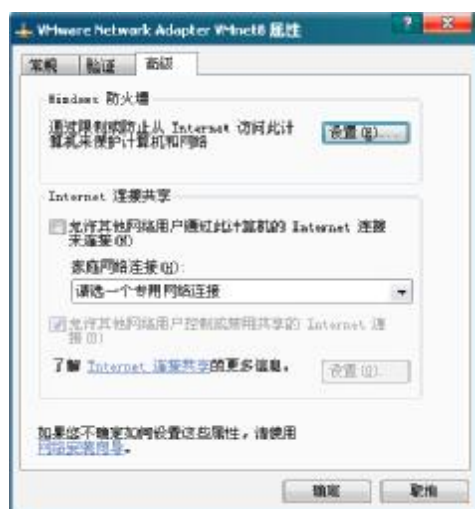 VMware Network Adapter VMnet8 属性
常规 验证 高级
Windows 防火墙
通过限制或防止从 Internet 访问此计
算机来保护计算机和网络
设置(E)...
Internet 连接共享
允许其他网络用户通过此计算机的 Internet 连接
来连接(N)
家庭网络连接(H):
请选一个专用网络连接
允许其他网络用户控制或禁用共享的 Internet 连
接(O)
了解 Internet 连接共享的更多信息。
设置(G)...
如果您不确定如何设置这些属性，请使用
网络安装向导。
确定 取消